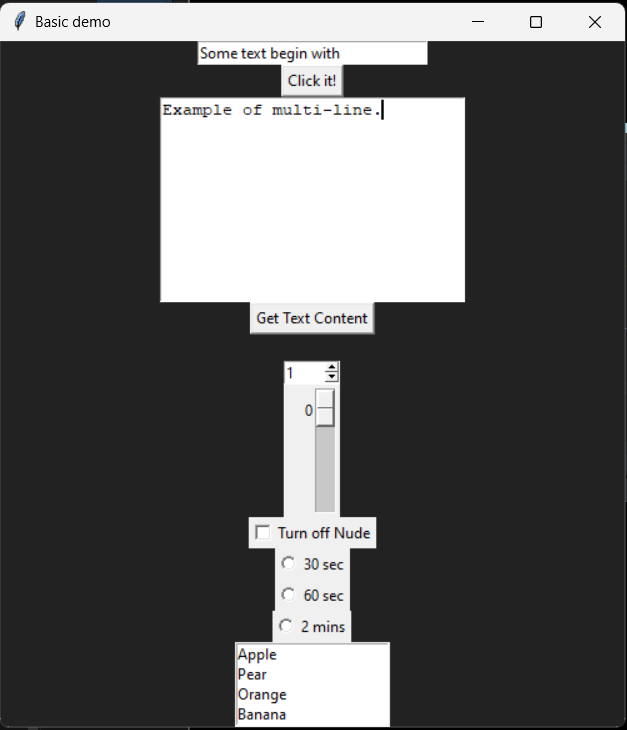 Basic demo
Some text begin with
Click it!
Example of multi-line.
Get Text Content
1
0
Turn off Nude
30 sec
60 sec
2 mins
Apple
Pear
Orange
Banana